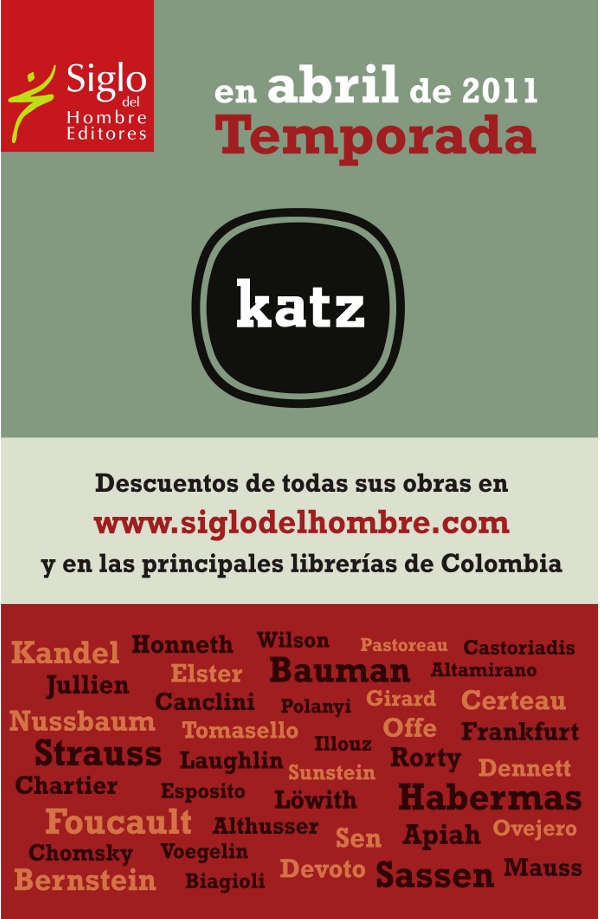 Siglo
del
Hombre
Editores
en abril de 2011
Temporada
katz
Descuentos de todas sus obras en
www.siglodelhombre.com
y en las principales librerías de Colombia
Kandel Honneth Wilson Pastoreau Castoriadis
Jullien Elster Bauman Altamirano
Canclini Polanyi Girard Certeau
Nussbaum Tomasello Illouz Offe Frankfurt
Strauss Laughlin Sunstein Rorty Dennett
Chartier Esposito Löwith Habermas
Foucault Althusser Sen Apiah Ovejero
Chomsky Voegelin Devoto Sassen Mauss
Bernstein Biagioli